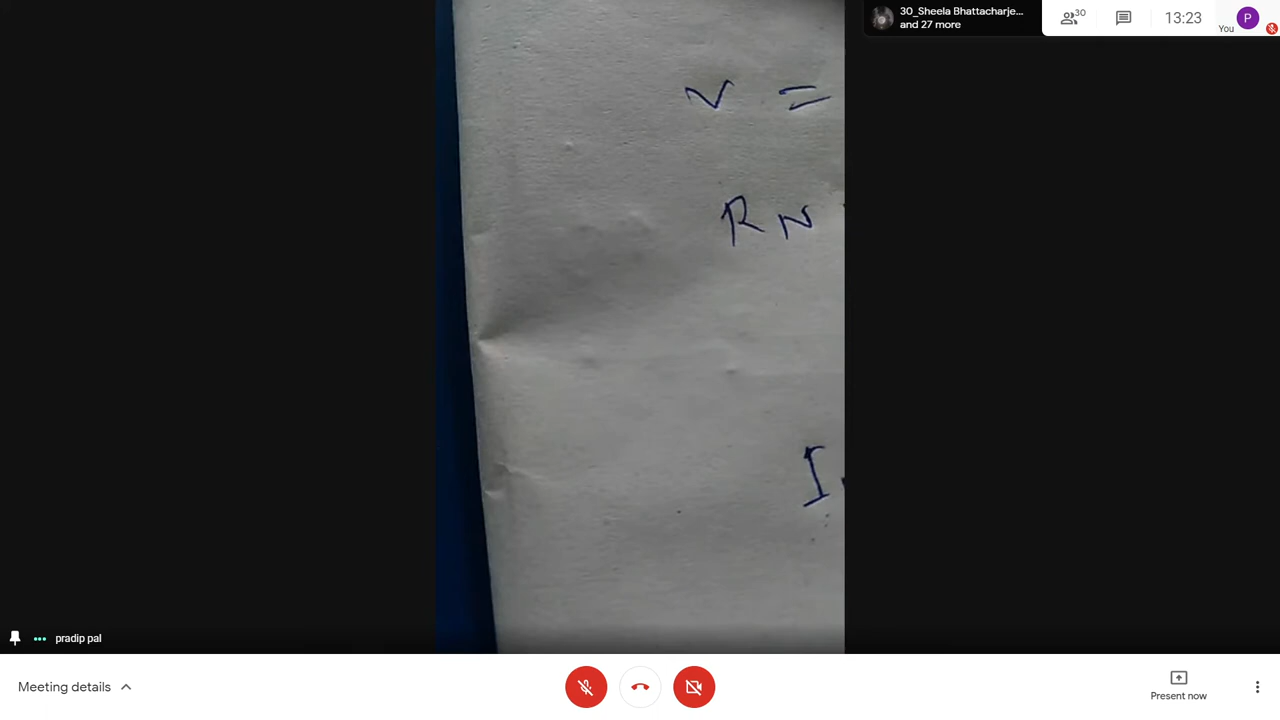 30_Sheela Bhattacharje...
and 27 more
30
13:23
You
P
V =
RN
I
pradip pal
Meeting details
Present now